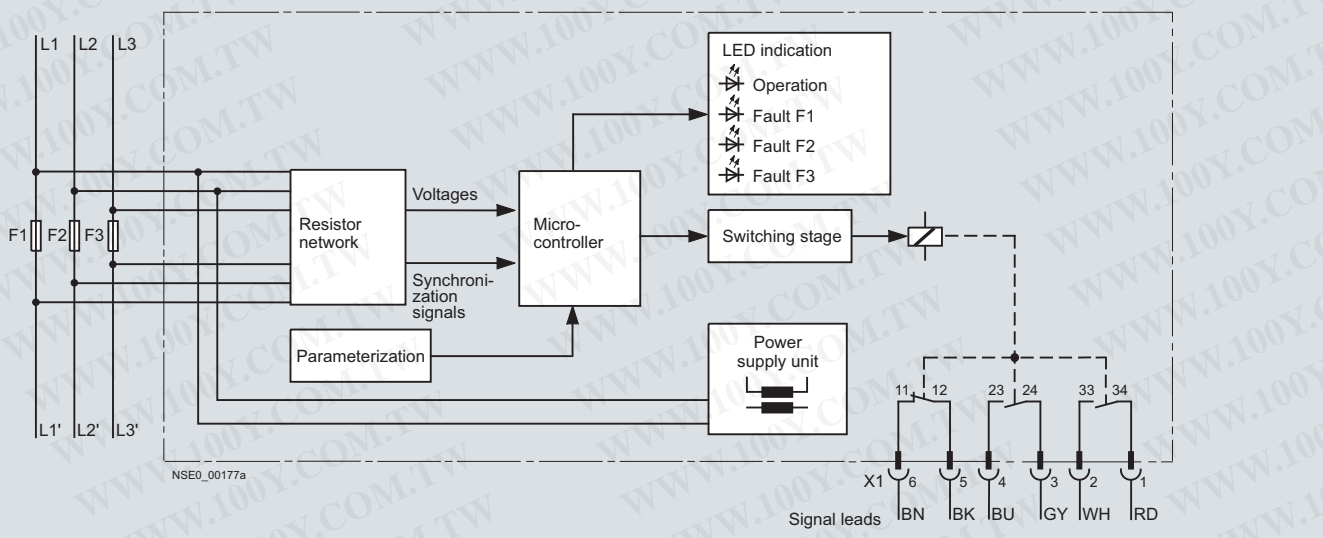 L1 L2 L3
LED indication
Operation
Fault F1
Fault F2
Fault F3
F1 F2 F3
Resistor
network
Voltages
Synchroni-
zation
signals
Micro-
controller
Switching stage
Parameterization
Power
supply unit
11 12 23 24 33 34
L1' L2' L3'
NSE0_00177a
X1 6 5 4 3 2 1
Signal leads BN BK BU GY WH RD
WWW.100Y.COM.TW